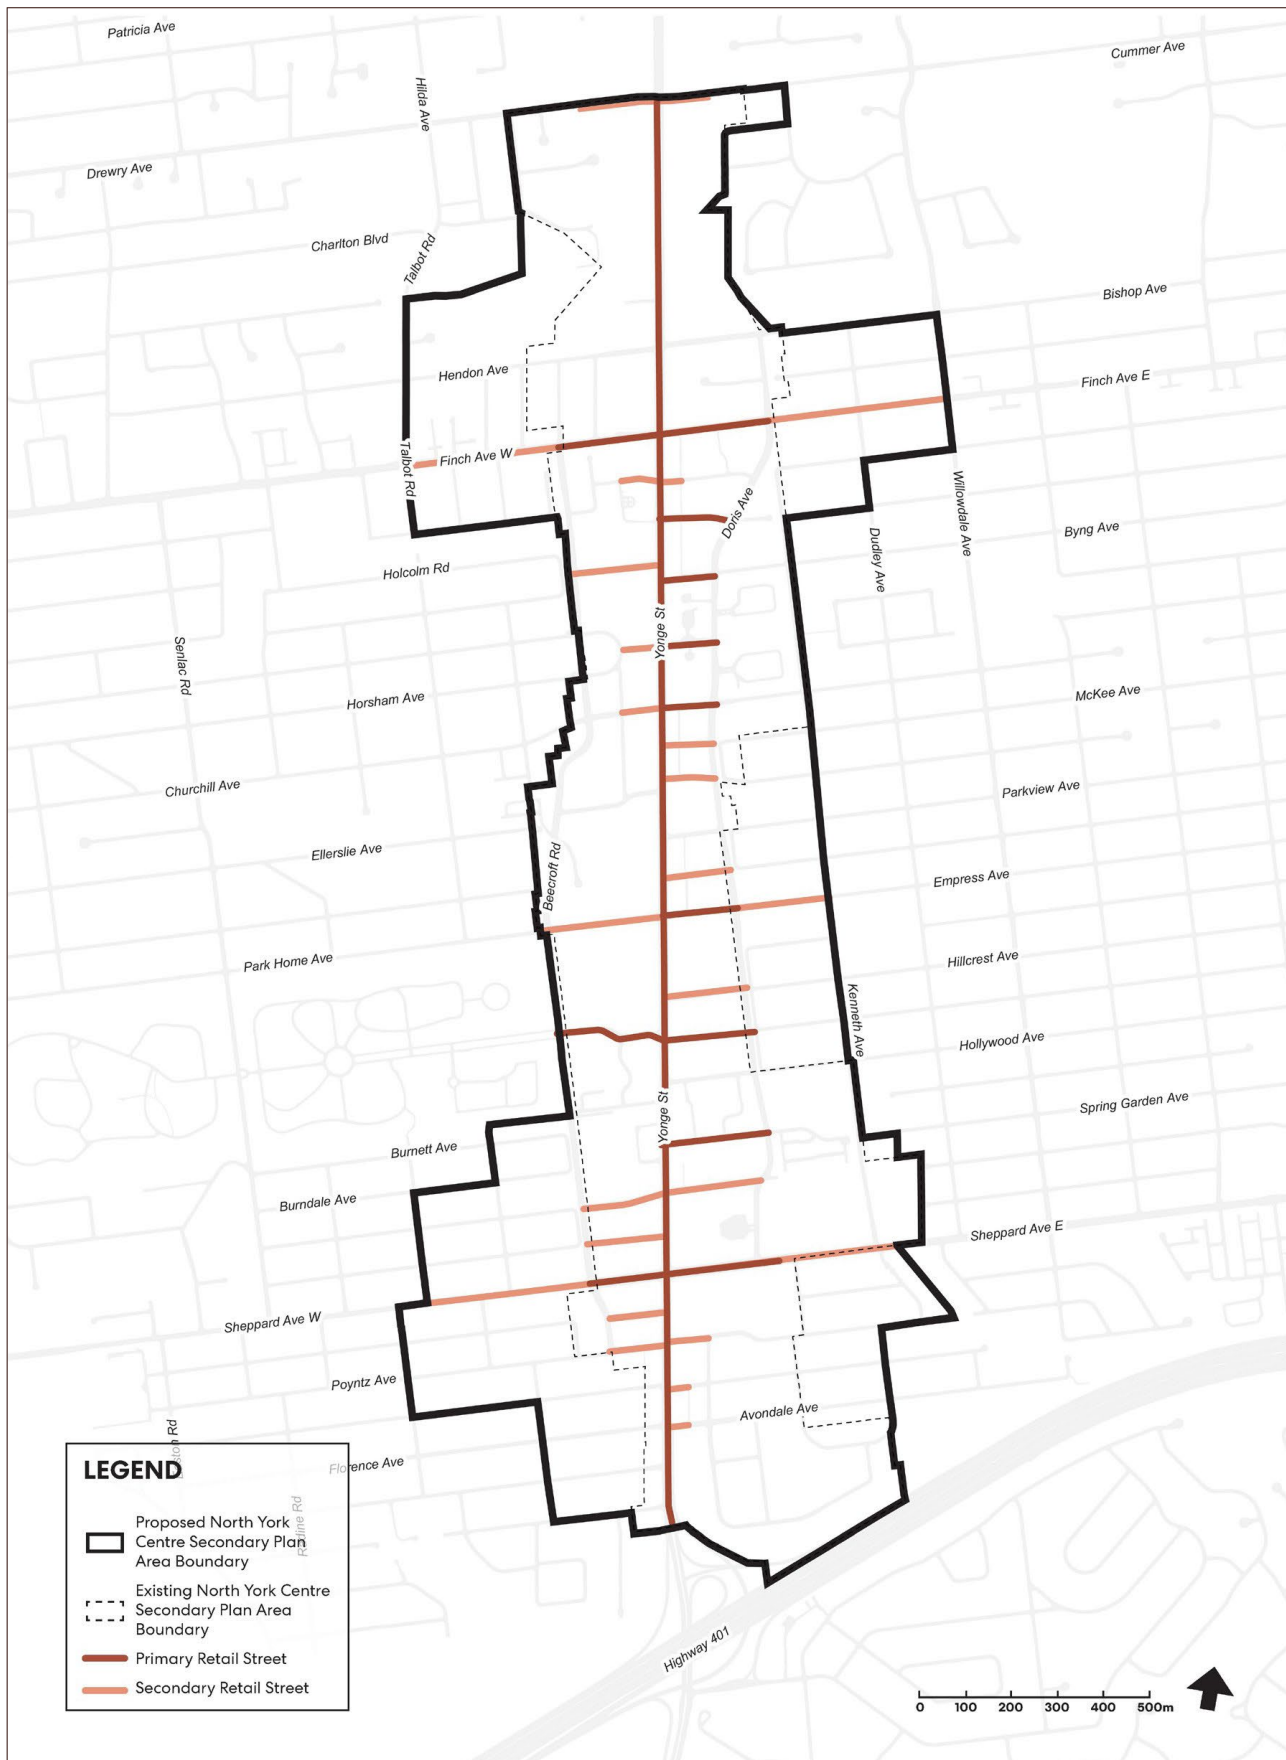 Patricia Ave
Cummer Ave
Hilda Ave
Drewry Ave
Charlton Blvd
Talbot Rd
Bishop Ave
Hendon Ave
Finch Ave E
Talbot Rd
Finch Ave W
Doris Ave
Willowdale Ave
Byng Ave
Dudley Ave
Holcolm Rd
Yonge St
Senlac Rd
Horsham Ave
McKee Ave
Churchill Ave
Parkview Ave
Ellerslie Ave
Beecroft Rd
Empress Ave
Park Home Ave
Hillcrest Ave
Kenneth Ave
Hollywood Ave
Yonge St
Spring Garden Ave
Burnett Ave
Burndale Ave
Sheppard Ave E
Sheppard Ave W
Poyntz Ave
Avondale Ave
Florence Ave
Highway 401
LEGEND
Proposed North York
Centre Secondary Plan
Area Boundary
Existing North York Centre
Secondary Plan Area
Boundary
Primary Retail Street
Secondary Retail Street
0 100 200 300 400 500m